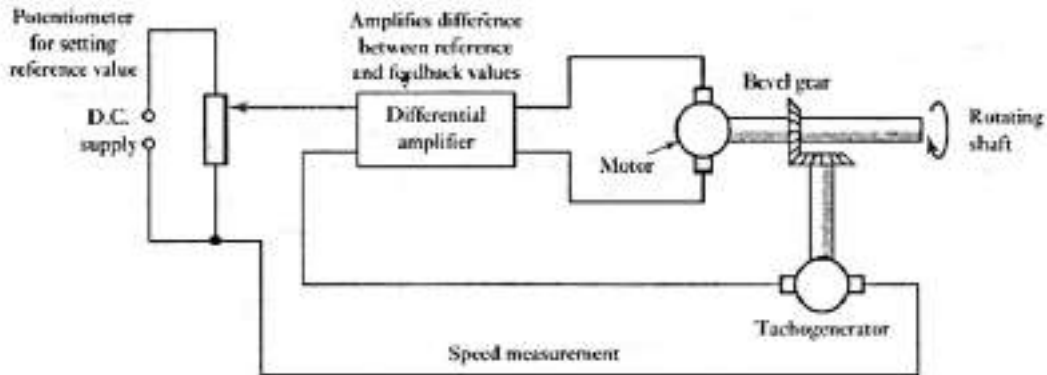 Potentiometer
for setting
reference value
Amplifies difference
between reference
and feedback values
D.C.
supply
Differential
amplifier
Motor
Bevel gear
Rotating
shaft
Tachogenerator
Speed measurement